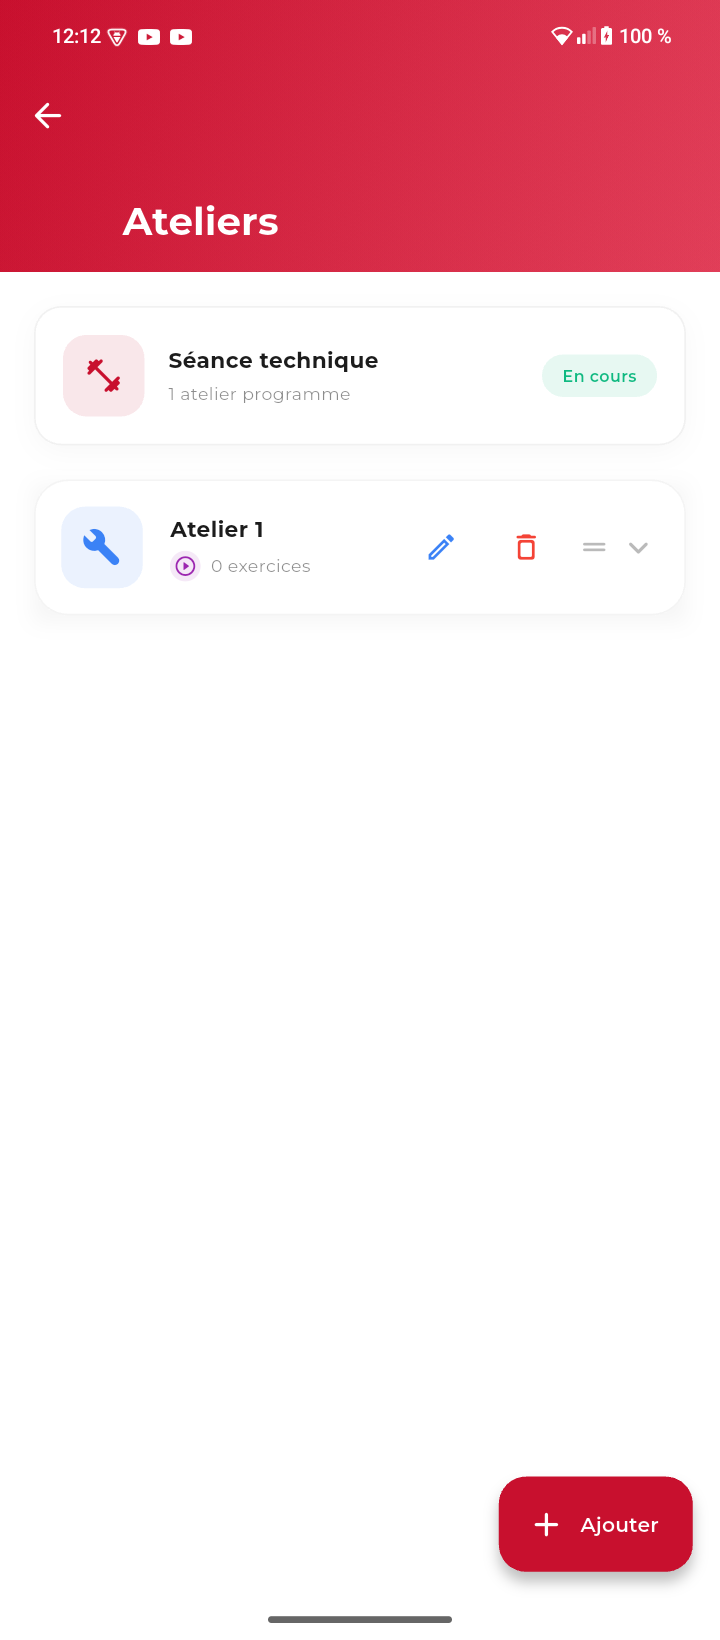 12:12
100 %
Ateliers
Séance technique
1 atelier programme
En cours
Atelier 1
0 exercices
Ajouter